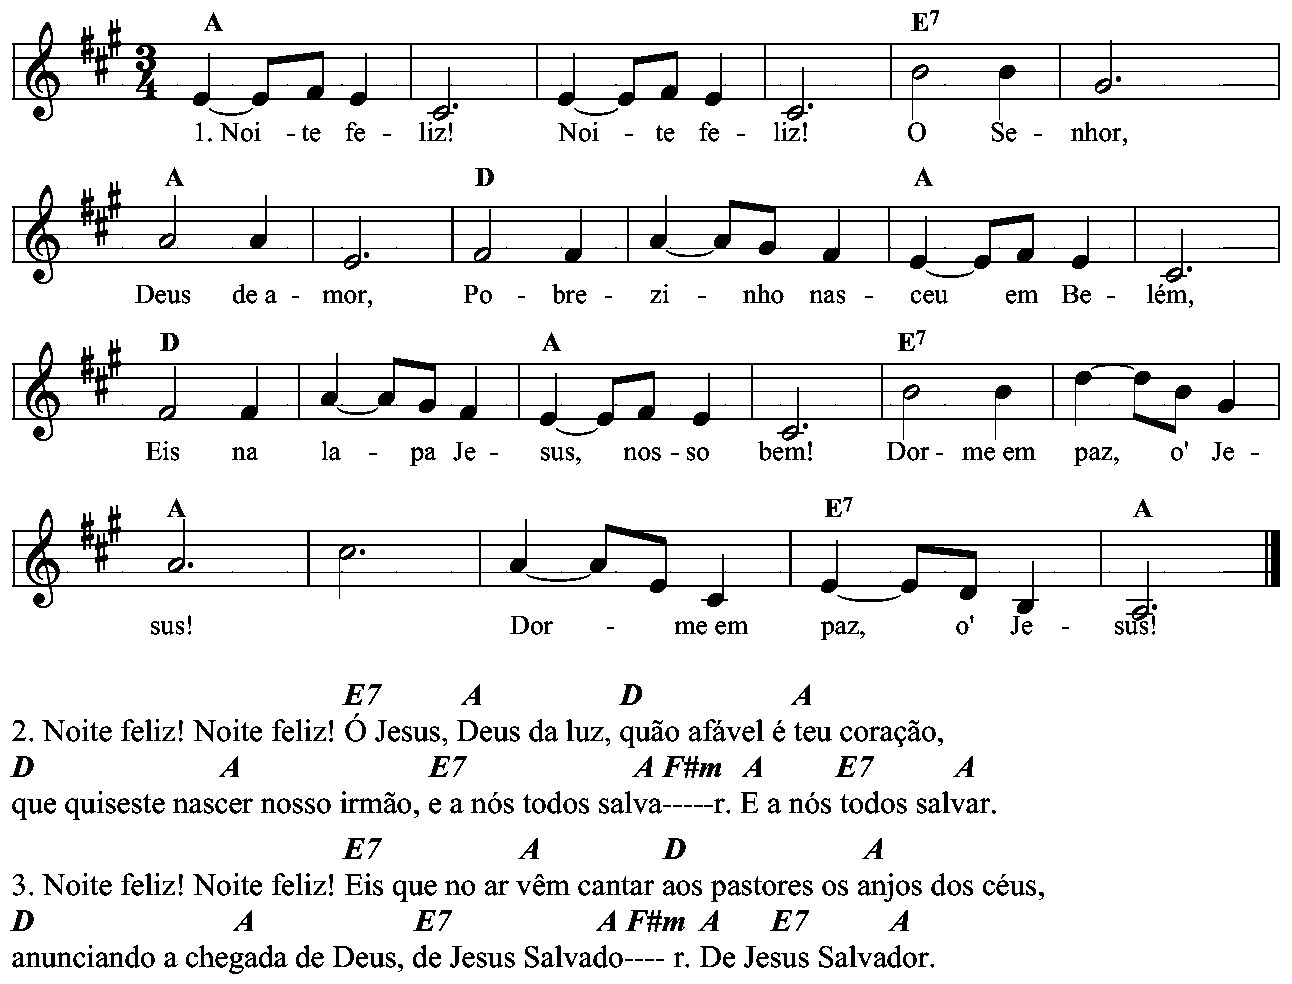 A E7
3 4
1. Noi - te fe - liz! Noi - te fe - liz! O Se - nhor,
A D A
Deus de a - mor, Po - bre - zi - nho nas - ceu em Be - lém,
D A E7
Eis na la - pa Je - sus, nos - so bem! Dor - me em paz, o' Je -
A E7 A
sus! Dor - me em paz, o' Je - sus!
E7 A D A
2. Noite feliz! Noite feliz! Ó Jesus, Deus da luz, quão afável é teu coração,
D A E7 A F#m A E7 A
que quiseste nascer nosso irmão, e a nós todos salva-----r. E a nós todos salvar.
E7 A D A
3. Noite feliz! Noite feliz! Eis que no ar vêm cantar aos pastores os anjos dos céus,
D A E7 A F#m A E7 A
anunciando a chegada de Deus, de Jesus Salvado---- r. De Jesus Salvador.